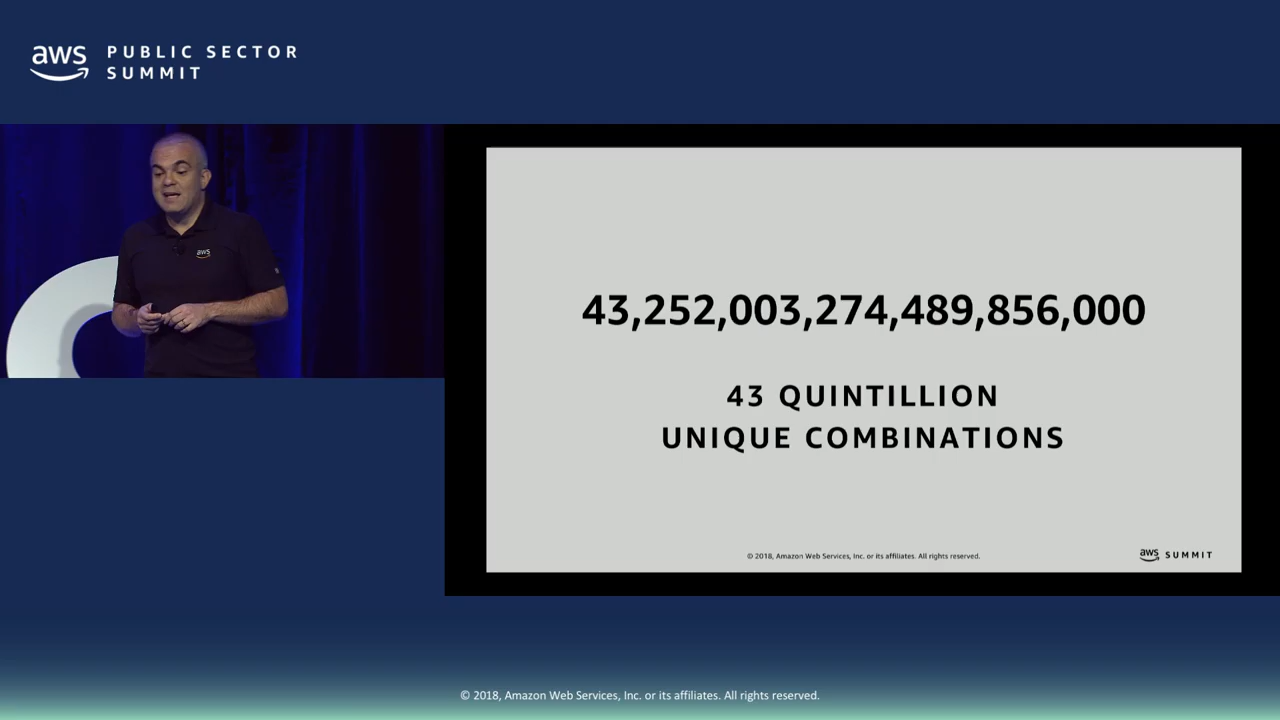 aws PUBLIC SECTOR
SUMMIT
aws
43,252,003,274,489,856,000
43 QUINTILLION
UNIQUE COMBINATIONS
© 2018, Amazon Web Services, Inc. or its affiliates. All rights reserved.
aws SUMMIT
© 2018, Amazon Web Services, Inc. or its affiliates. All rights reserved.